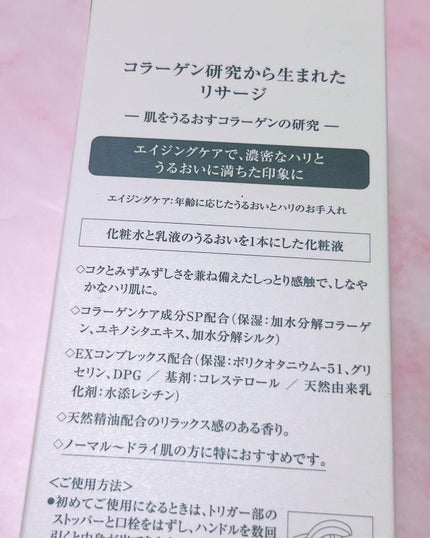 コラーゲン研究から生まれた
リサージ
― 肌をうるおすコラーゲンの研究 ―
エイジングケアで、濃密なハリと
うるおいに満ちた印象に
エイジングケア：年齢に応じたうるおいとハリのお手入れ
化粧水と乳液のうるおいを1本にした化粧液
◇コクとみずみずしさを兼ね備えたしっとり感触で、しなや
かなハリ肌に。
◇コラーゲンケア成分SP配合（保湿：加水分解コラーゲ
ン、ユキノシタエキス、加水分解シルク）
◇EXコンプレックス配合（保湿：ポリクオタニウム-51、グリ
セリン、DPG ／ 基剤：コレステロール ／ 天然由来乳
化剤：水添レシチン）
◇天然精油配合のリラックス感のある香り。
◇ノーマル～ドライ肌の方に特におすすめです。
＜ご使用方法＞
●初めてご使用になるときは、トリガー部の
ストッパーと口栓をはずし、ハンドルを数回
引くと中身が出て